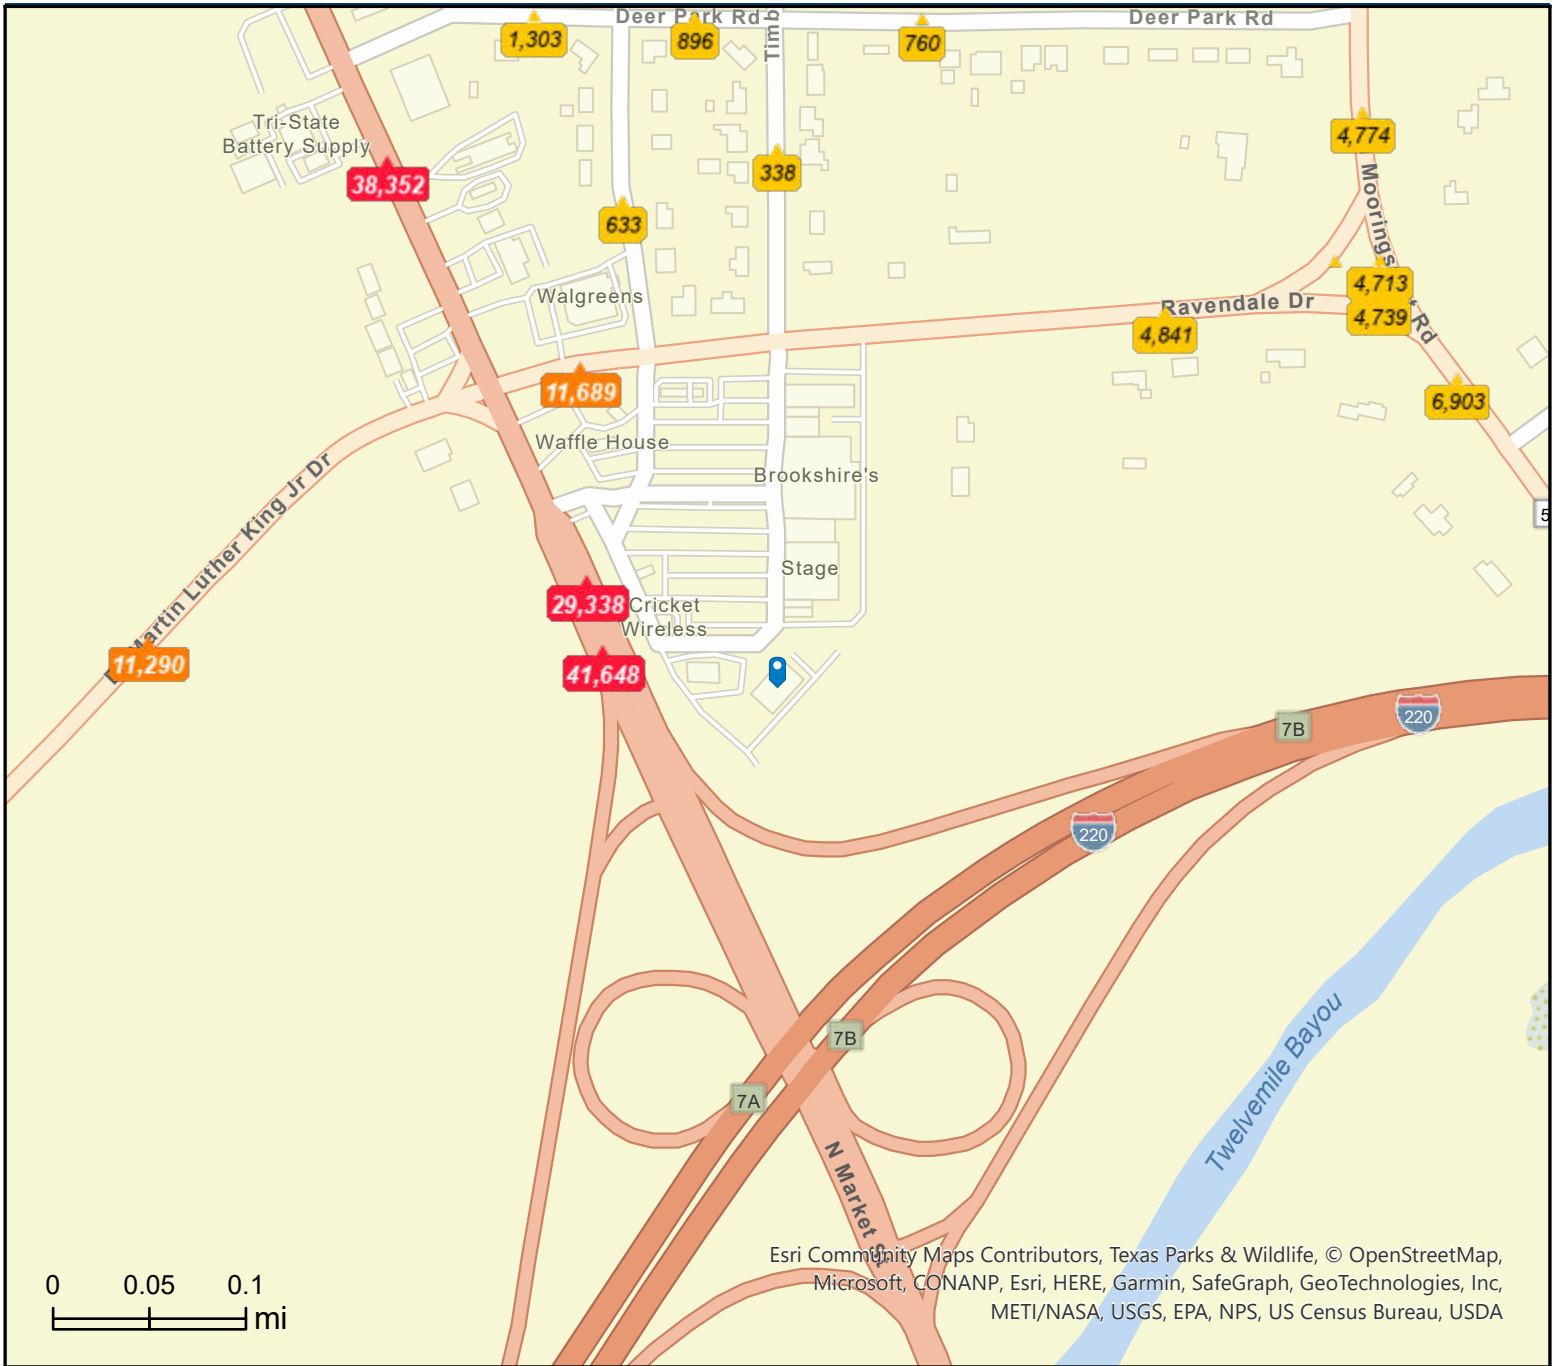 Deer Park Rd
Deer Park Rd
Timb
1,303
896
760
Tri-State
Battery Supply
4,774
38,352
338
Moorings
633
4,713
Walgreens
Ravendale Dr
4,739
Rd
4,841
11,689
6,903
Waffle House
Brookshire's
Martin Luther King Jr Dr
5
Stage
29,338
Cricket
Wireless
11,290
41,648
220
7B
220
7B
7A
Twelvemile Bayou
N Market St
Esri Community Maps Contributors, Texas Parks & Wildlife, © OpenStreetMap,
Microsoft, CONANP, Esri, HERE, Garmin, SafeGraph, GeoTechnologies, Inc,
METI/NASA, USGS, EPA, NPS, US Census Bureau, USDA
0 0.05 0.1
mi